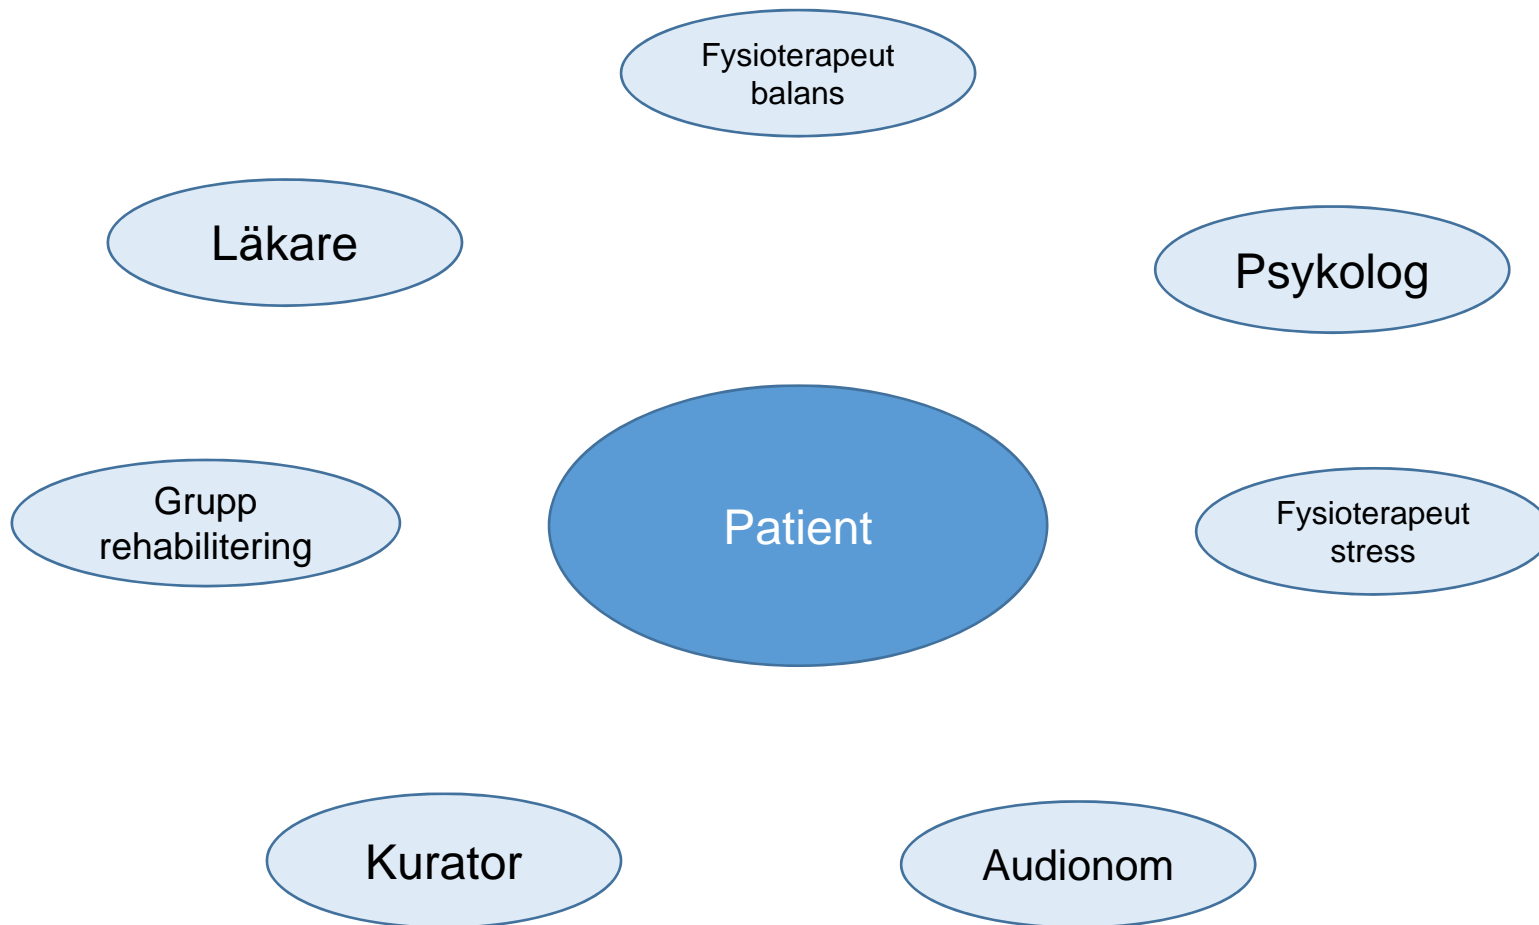 Fysioterapeut
balans
Läkare
Psykolog
Grupp
rehabilitering
Patient
Fysioterapeut
stress
Kurator
Audionom